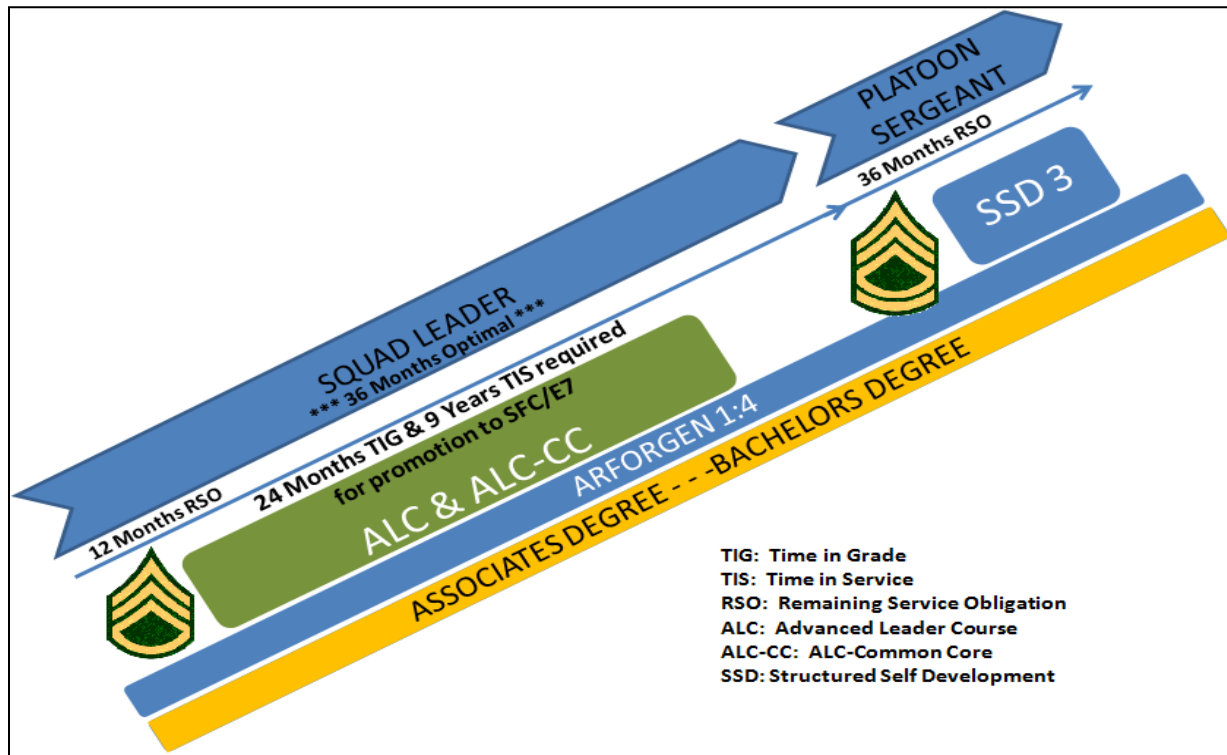 PLATOON
SERGEANT
36 Months RSO
SSD 3
SQUAD LEADER
*** 36 Months Optimal ***
12 Months RSO
24 Months TIG & 9 Years TIS required
for promotion to SFC/E7
ALC & ALC-CC
ARFORGEN 1:4
ASSOCIATES DEGREE - - -BACHELORS DEGREE
TIG: Time in Grade
TIS: Time in Service
RSO: Remaining Service Obligation
ALC: Advanced Leader Course
ALC-CC: ALC-Common Core
SSD: Structured Self Development